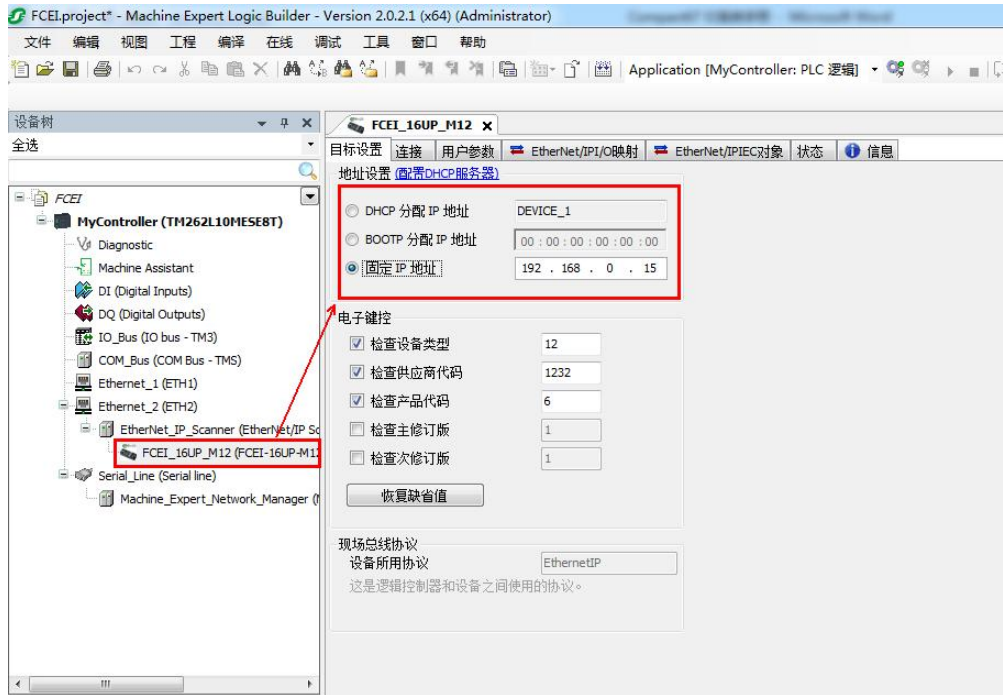 FCEI.project* - Machine Expert Logic Builder - Version 2.0.2.1 (x64) (Administrator)
文件 编辑 视图 工程 编译 在线 调试 工具 窗口 帮助
Application [MyController: PLC 逻辑]
设备树
全选
FCEI
MyController (TM262L10MESE8T)
Diagnostic
Machine Assistant
DI (Digital Inputs)
DQ (Digital Outputs)
IO_Bus (IO bus - TM3)
COM_Bus (COM Bus - TMS)
Ethernet_1 (ETH1)
Ethernet_2 (ETH2)
EtherNet_IP_Scanner (EtherNet/IP Sc
FCEI_16UP_M12 (FCEI-16UP-M12
Serial_Line (Serial line)
Machine_Expert_Network_Manager (
FCEI_16UP_M12 X
目标设置 连接 用户参数 EtherNet/IPI/O映射 EtherNet/IPIEC对象 状态 信息
地址设置 (配置DHCP服务器)
DHCP 分配 IP 地址 DEVICE_1
BOOTP 分配 IP 地址 00 : 00 : 00 : 00 : 00 : 00
固定 IP 地址 192 . 168 . 0 . 15
电子键控
检查设备类型 12
检查供应商代码 1232
检查产品代码 6
检查主修订版 1
检查次修订版 1
恢复缺省值
现场总线协议
设备所用协议 EthernetIP
这是逻辑控制器和设备之间使用的协议。